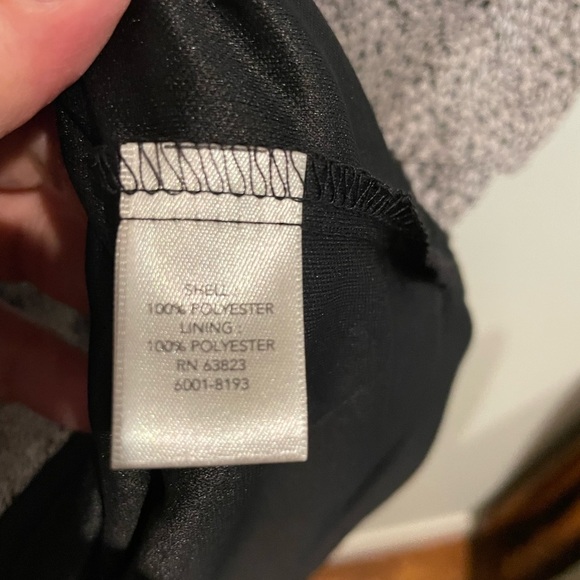 SHELL:
100% POLYESTER
LINING :
100% POLYESTER
RN 63823
6001-8193